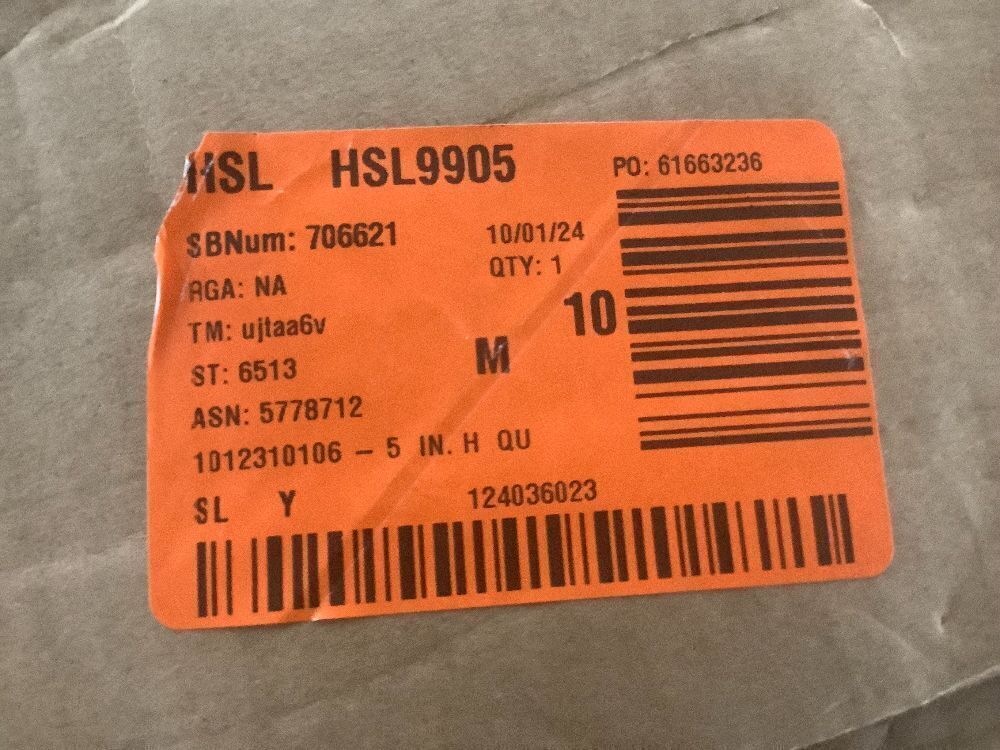 HSL HSL9905 PO: 61663236
SBNum: 706621 10/01/24
QTY: 1
RGA: NA
10
TM: ujtaa6v
M
ST: 6513
ASN: 5778712
1012310106 – 5 IN. H QU
SL Y 124036023